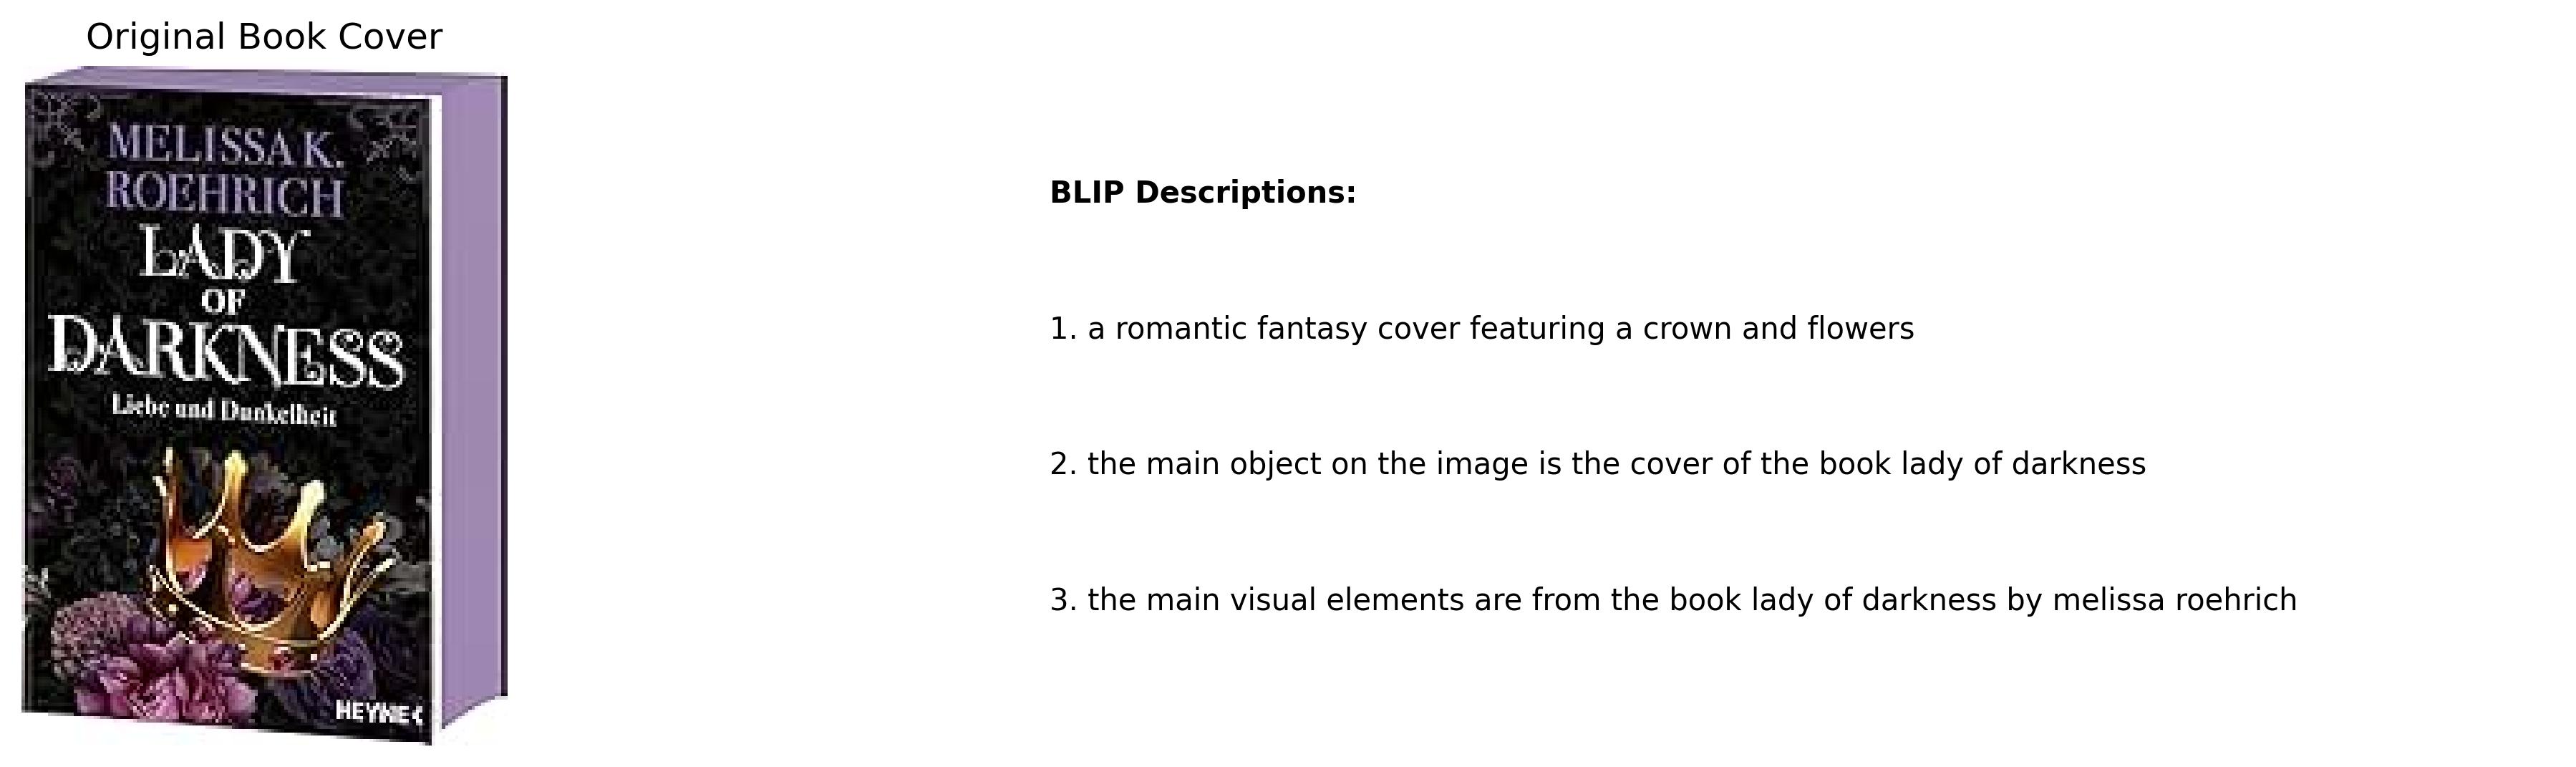 Original Book Cover
MELISSA K.
ROEHRICH
LADY
OF
DARKNESS
Liebe und Dunkelheit
HEYNE
BLIP Descriptions:
1. a romantic fantasy cover featuring a crown and flowers
2. the main object on the image is the cover of the book lady of darkness
3. the main visual elements are from the book lady of darkness by melissa roehrich